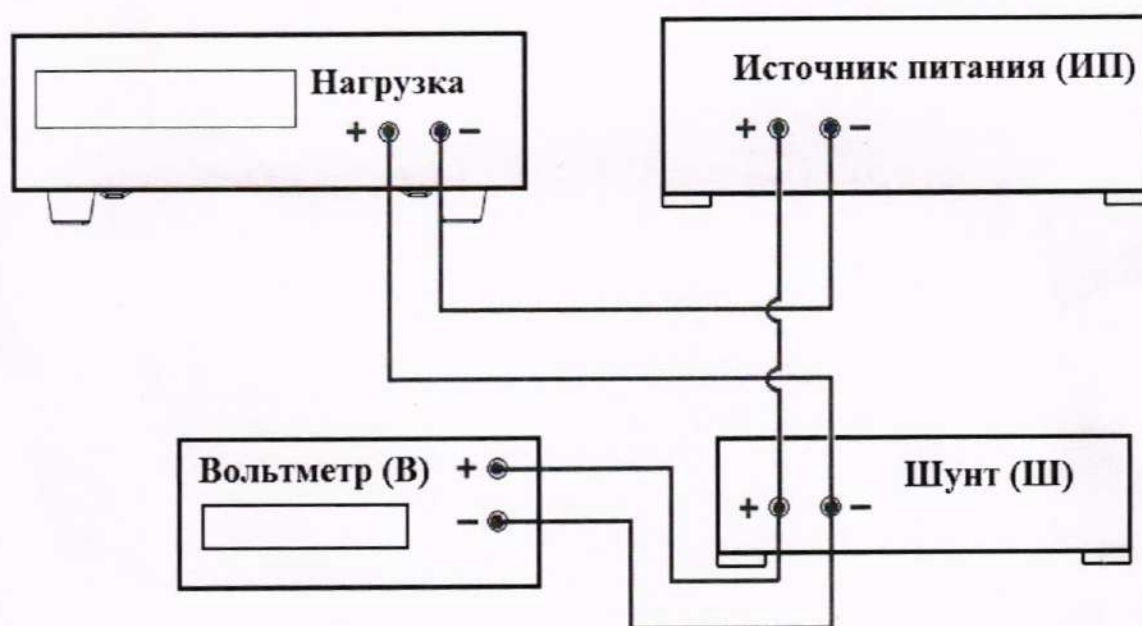 Нагрузка
+ −
Источник питания (ИП)
+ −
Вольтметр (В) +
−
Шунт (Ш)
+ −